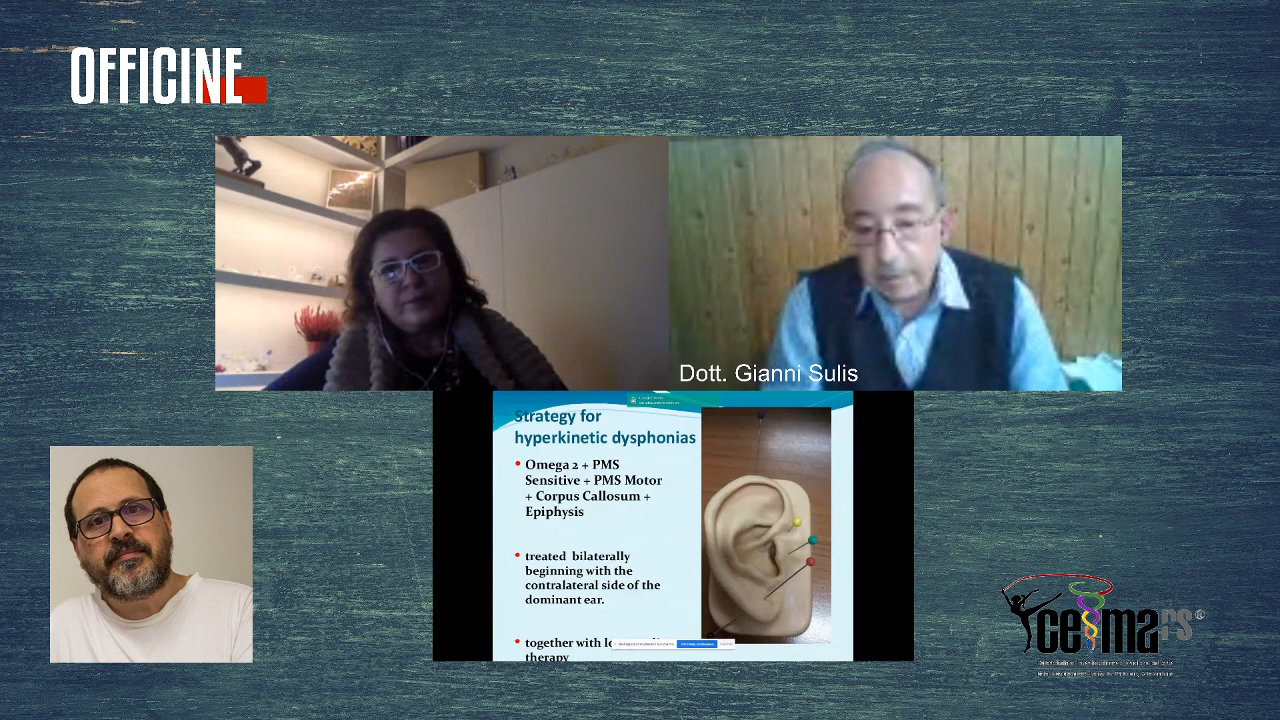 OFFICINE
Dott. Gianni Sulis
Strategy for
hyperkinetic dysphonias
• Omega 2 + PMS
Sensitive + PMS Motor
+ Corpus Callosum +
Epiphysis
• treated bilaterally
beginning with the
contralateral side of the
dominant ear.
• together with
therapy
ceimars®